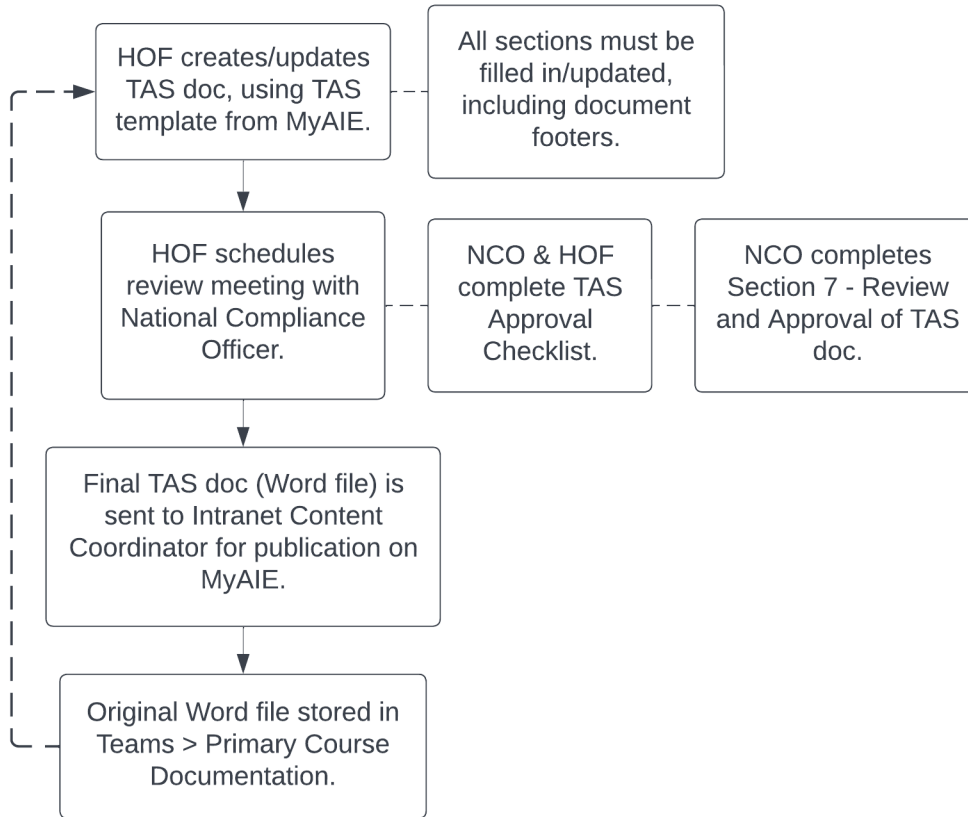 HOF creates/updates
TAS doc, using TAS
template from MyAIE.
All sections must be
filled in/updated,
including document
footers.
HOF schedules
review meeting with
National Compliance
Officer.
NCO & HOF
complete TAS
Approval
Checklist.
NCO completes
Section 7 - Review
and Approval of TAS
doc.
Final TAS doc (Word file) is
sent to Intranet Content
Coordinator for publication on
MyAIE.
Original Word file stored in
Teams > Primary Course
Documentation.